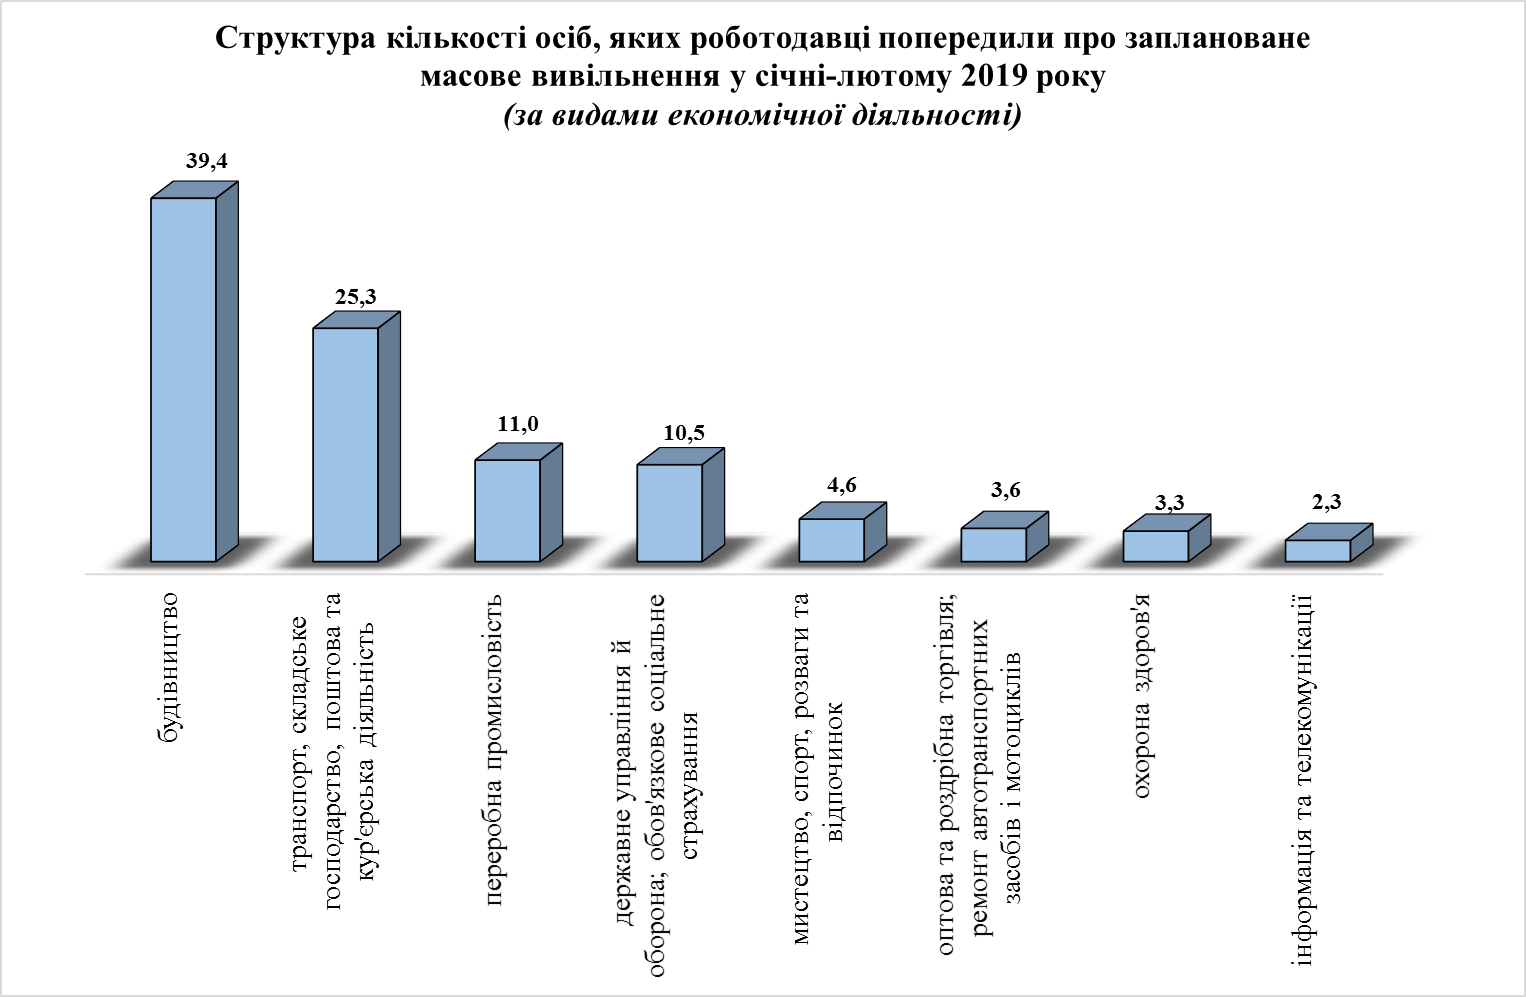 Структура кількості осіб, яких роботодавці попередили про заплановане
масове вивільнення у січні-лютому 2019 року
(за видами економічної діяльності)
39,4
25,3
11,0
10,5
4,6
3,6
3,3
2,3
будівництво
транспорт, складське
господарство, поштова та
кур'єрська діяльність
переробна промисловість
державне управління й
оборона; обов'язкове соціальне
страхування
мистецтво, спорт, розваги та
відпочинок
оптова та роздрібна торгівля;
ремонт автотранспортних
засобів і мотоциклів
охорона здоров'я
інформація та телекомунікації